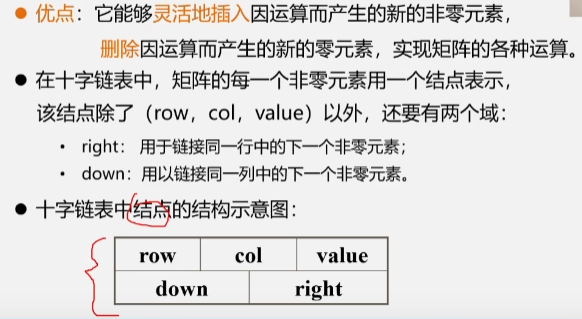 ● 优点：它能够灵活地插入因运算而产生的新的非零元素，
删除因运算而产生的新的零元素，实现矩阵的各种运算。
● 在十字链表中，矩阵的每一个非零元素用一个结点表示，
该结点除了（row，col，value）以外，还要有两个域：
• right： 用于链接同一行中的下一个非零元素；
• down：用以链接同一列中的下一个非零元素。
● 十字链表中结点的结构示意图：
row col value
down right